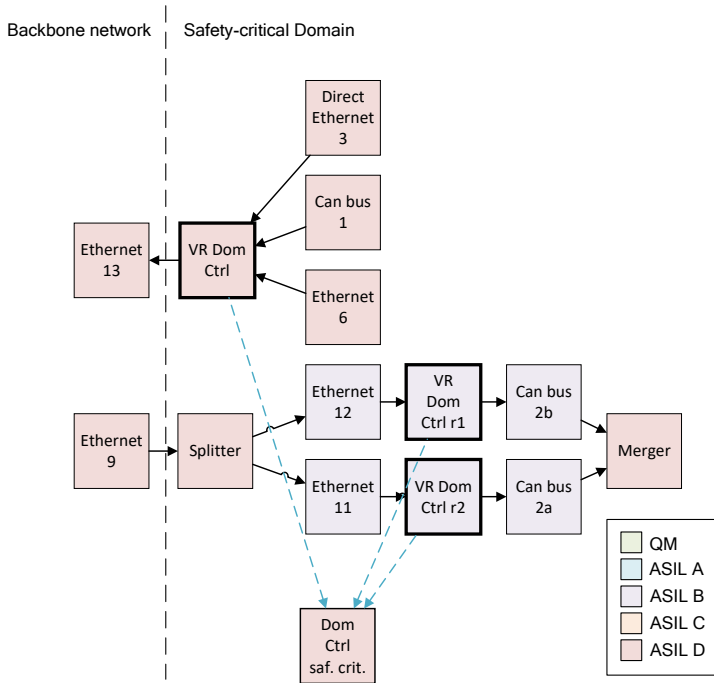 Backbone network
Safety-critical Domain
Direct
Ethernet
3
Can bus
1
Ethernet
13
VR Dom
Ctrl
Ethernet
6
Ethernet
12
VR
Dom
Ctrl r1
Can bus
2b
Ethernet
9
Splitter
Merger
Ethernet
11
VR Dom
Ctrl r2
Can bus
2a
Dom
Ctrl
saf. crit.
QM
ASIL A
ASIL B
ASIL C
ASIL D